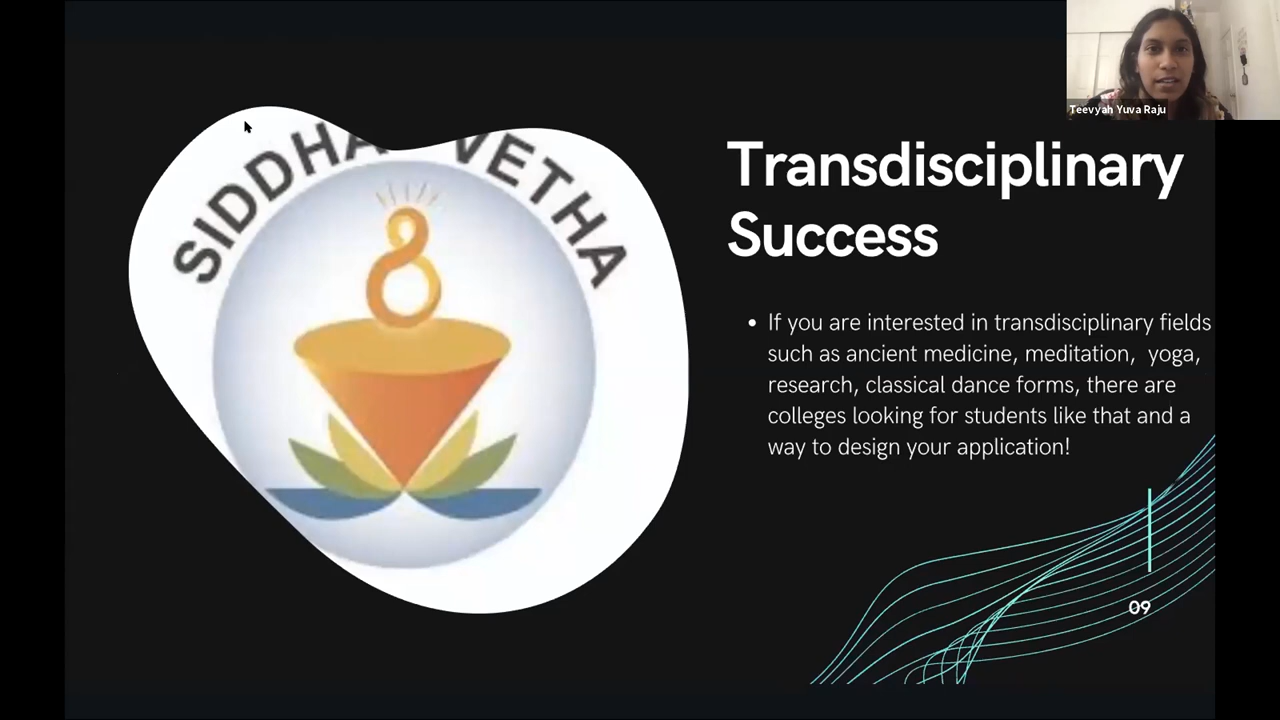 Teevyah Yuva Raju
SIDDHA VETHA
Transdisciplinary
Success
If you are interested in transdisciplinary fields
such as ancient medicine, meditation, yoga,
research, classical dance forms, there are
colleges looking for students like that and a
way to design your application!
09